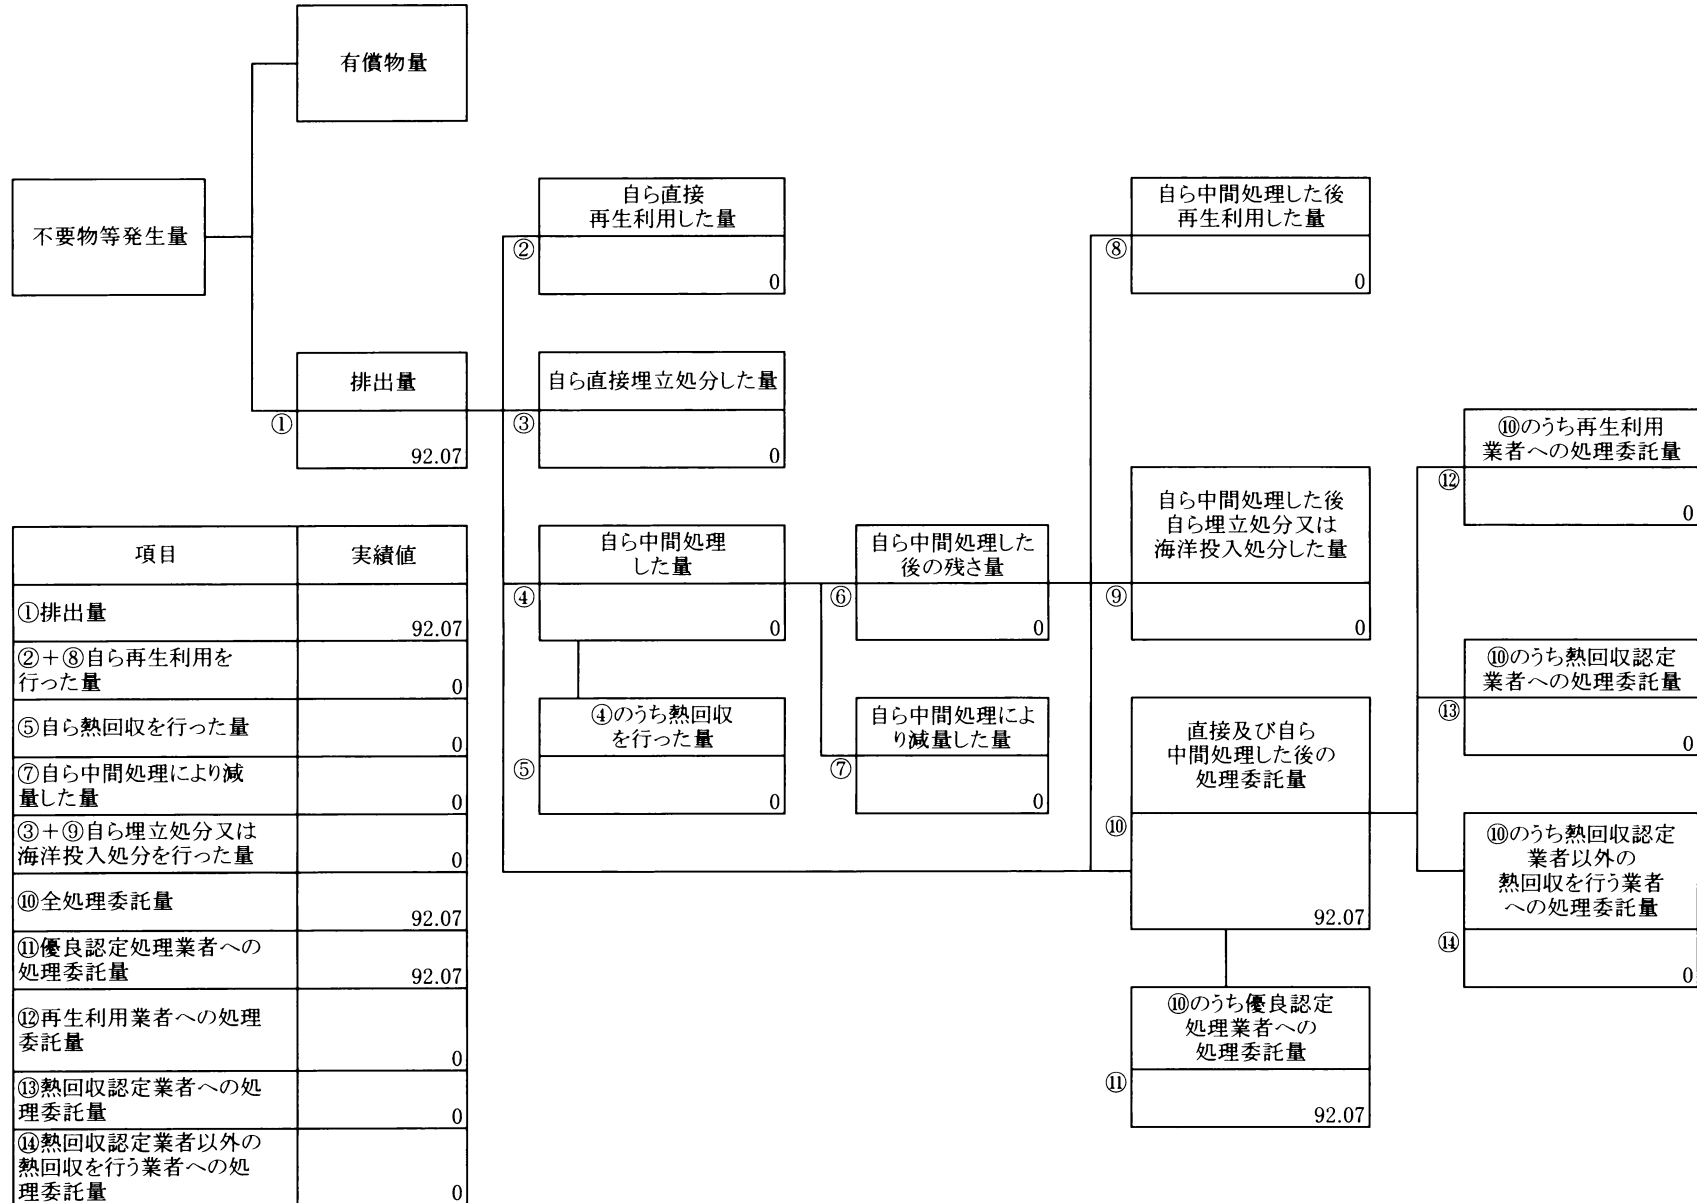 有償物量
不要物等発生量
自ら直接
再生利用した量
②
0
自ら中間処理した後
再生利用した量
⑧
0
排出量
①
92.07
自ら直接埋立処分した量
③
0
⑩のうち再生利用
業者への処理委託量
⑫
0
自ら中間処理
した量
④
0
自ら中間処理した
後の残さ量
⑥
0
自ら中間処理した後
自ら埋立処分又は
海洋投入処分した量
⑨
0
⑩のうち熱回収認定
業者への処理委託量
⑬
0
④のうち熱回収
を行った量
⑤
0
自ら中間処理によ
り減量した量
⑦
0
直接及び自ら
中間処理した後の
処理委託量
⑩
92.07
⑩のうち熱回収認定
業者以外の
熱回収を行う業者
への処理委託量
⑭
0
⑩のうち優良認定
処理業者への
処理委託量
⑪
92.07
項目 実績値
①排出量
92.07
②+⑧自ら再生利用を
行った量
0
⑤自ら熱回収を行った量
0
⑦自ら中間処理により減
量した量
0
③+⑨自ら埋立処分又は
海洋投入処分を行った量
0
⑩全処理委託量
92.07
⑪優良認定処理業者への
処理委託量
92.07
⑫再生利用業者への処理
委託量
0
⑬熱回収認定業者への処
理委託量
0
⑭熱回収認定業者以外の
熱回収を行う業者への処
理委託量
0